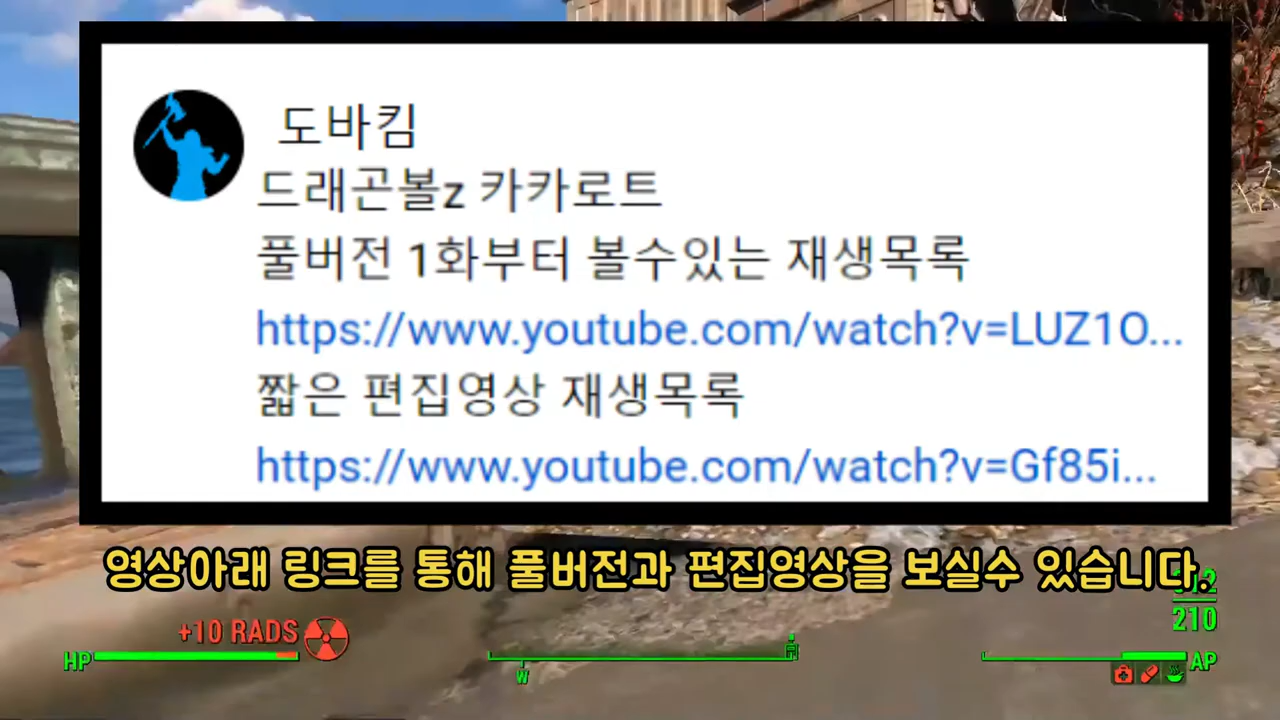 도바킴
드래곤볼z 카카로트
풀버전 1화부터 볼수있는 재생목록
https://www.youtube.com/watch?v=LUZ1O...
짧은 편집영상 재생목록
https://www.youtube.com/watch?v=Gf85i...
영상아래 링크를 통해 풀버전과 편집영상을 보실수 있습니다.
210
+10 RADS
HP
W
AP